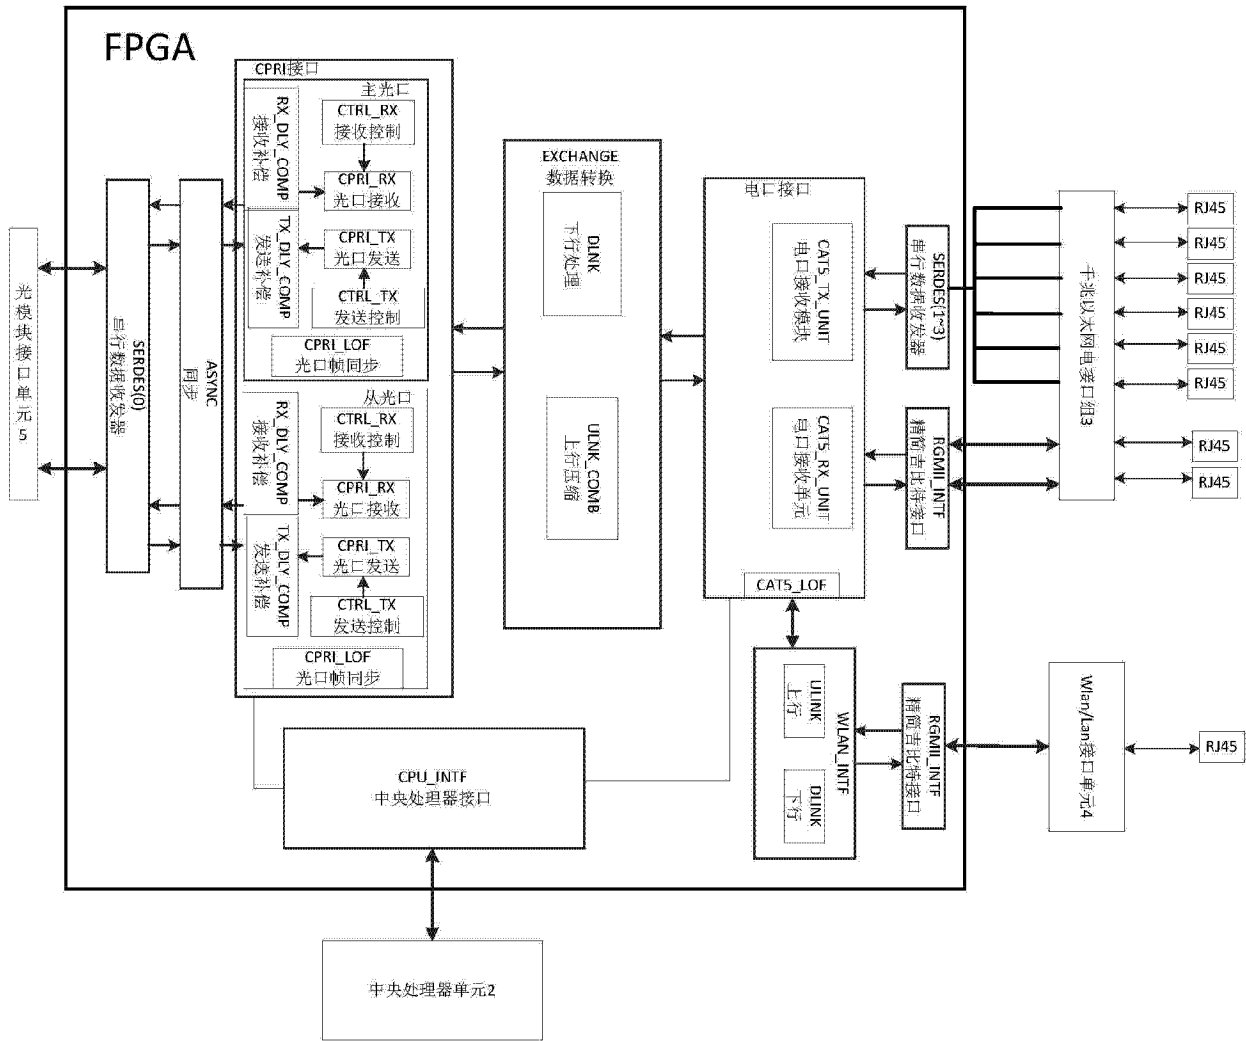 FPGA
CPRI接口
主光口
RX_DLY_COMP
接收补偿
CTRL_RX
接收控制
CPRI_RX
光口接收
TX_DLY_COMP
发送补偿
CPRI_TX
光口发送
CTRL_TX
发送控制
CPRI_LOF
光口帧同步
从光口
RX_DLY_COMP
接收补偿
CTRL_RX
接收控制
CPRI_RX
光口接收
TX_DLY_COMP
发送补偿
CPRI_TX
光口发送
CTRL_TX
发送控制
CPRI_LOF
光口帧同步
光模块接口单元5
SERDES(0)
串行数据收发器
ASYNC
同步
EXCHANGE
数据转换
DLNK
下行处理
ULNK_COMB
上行压缩
电口接口
CAT5_TX_UNIT
电口接收模块
CAT5_RX_UNIT
电口接收单元
CAT5_LOF
SERDES(1~3)
串行数据收发器
RGMII_INTF
精简吉比特接口
千兆以太网电接口组3
RJ45
RJ45
RJ45
RJ45
RJ45
RJ45
RJ45
RJ45
WLAN_INTF
ULINK
上行
DLINK
下行
RGMII_INTF
精简吉比特接口
Wlan/Lan接口单元4
RJ45
CPU_INTF
中央处理器接口
中央处理器单元2